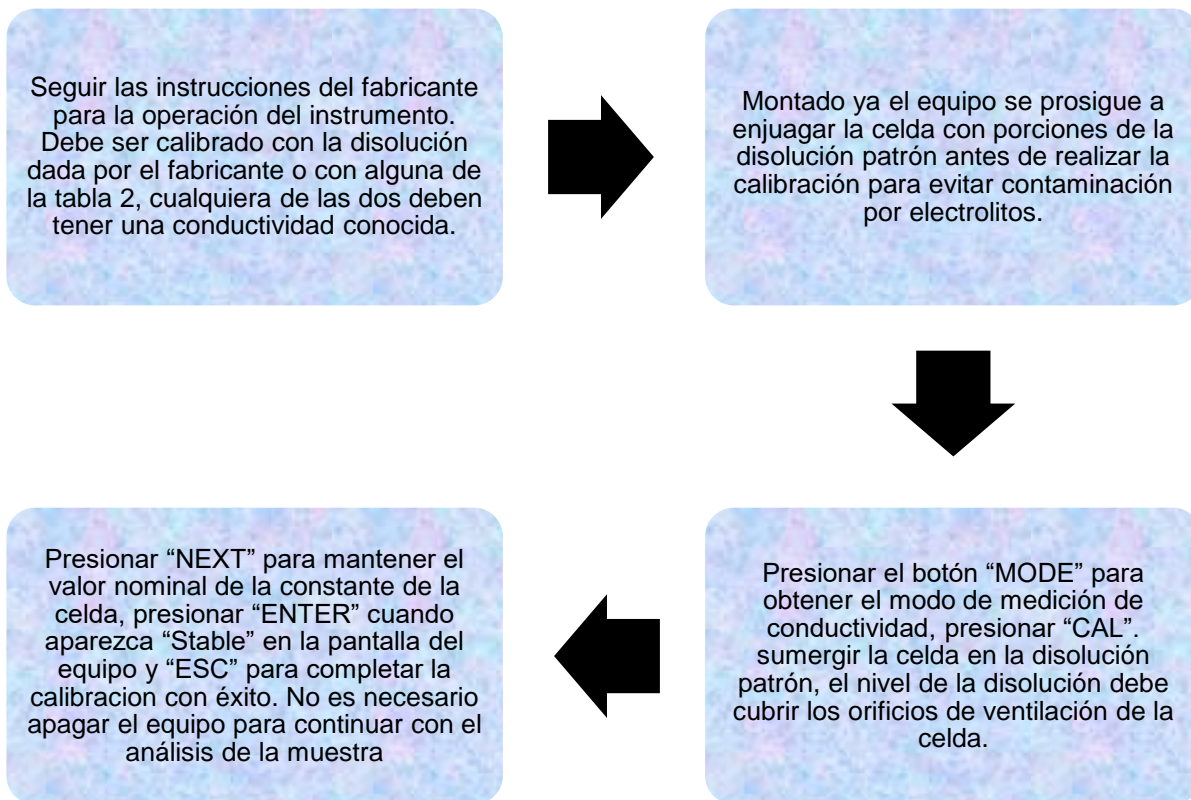 Seguir las instrucciones del fabricante
para la operación del instrumento.
Debe ser calibrado con la disolución
dada por el fabricante o con alguna de
la tabla 2, cualquiera de las dos deben
tener una conductividad conocida.
Montado ya el equipo se prosigue a
enjuagar la celda con porciones de la
disolución patrón antes de realizar la
calibración para evitar contaminación
por electrolitos.
Presionar el botón “MODE” para
obtener el modo de medición de
conductividad, presionar “CAL”.
sumergir la celda en la disolución
patrón, el nivel de la disolución debe
cubrir los orificios de ventilación de la
celda.
Presionar “NEXT” para mantener el
valor nominal de la constante de la
celda, presionar “ENTER” cuando
aparezca “Stable” en la pantalla del
equipo y “ESC” para completar la
calibracion con éxito. No es necesario
apagar el equipo para continuar con el
análisis de la muestra